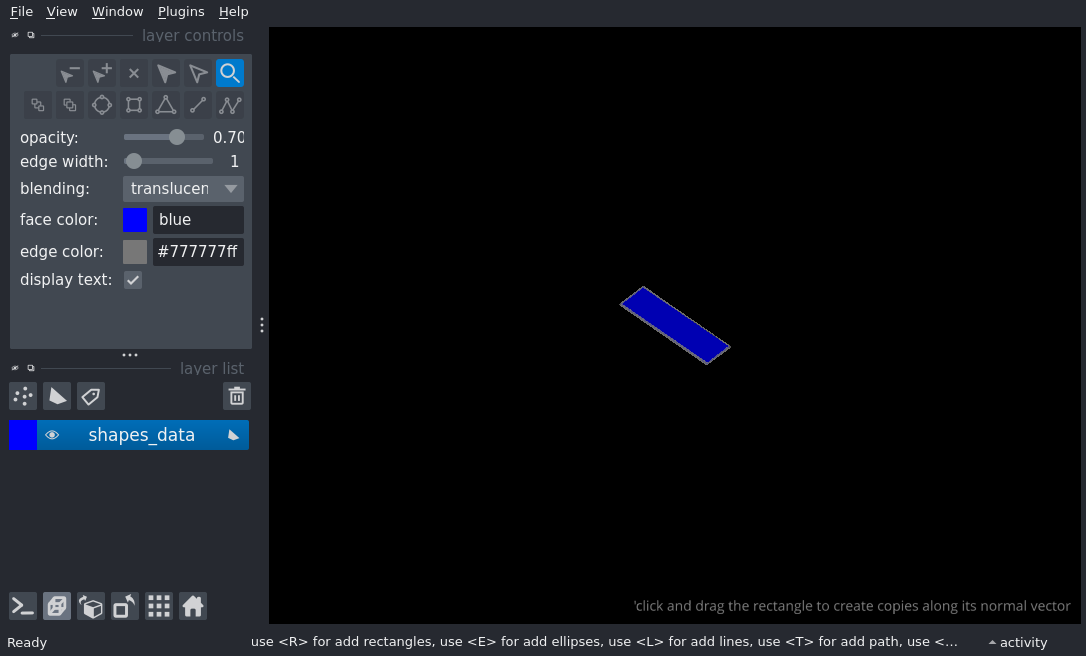 File View Window Plugins Help
layer controls
opacity: 0.70
edge width: 1
blending: translucen
face color: blue
edge color: #777777ff
display text:
layer list
shapes_data
'click and drag the rectangle to create copies along its normal vector
Ready use <R> for add rectangles, use <E> for add ellipses, use <L> for add lines, use <T> for add path, use <... activity